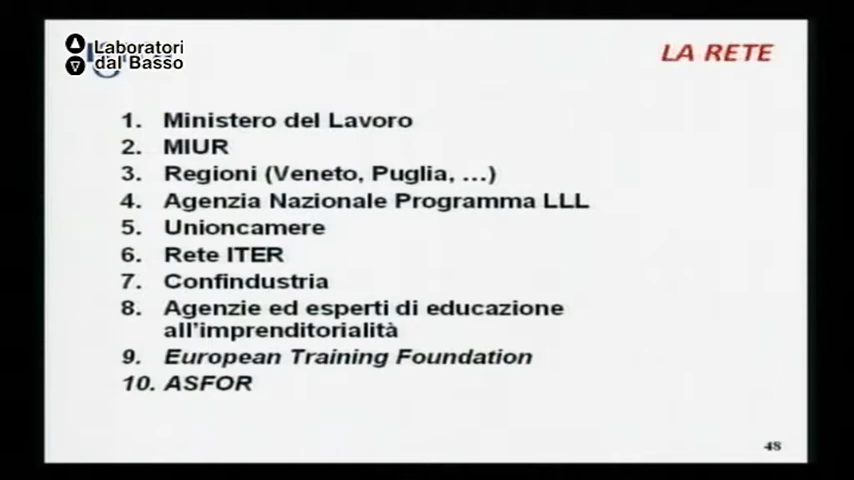 Laboratori
dal Basso
LA RETE
1. Ministero del Lavoro
2. MIUR
3. Regioni (Veneto, Puglia, ...)
4. Agenzia Nazionale Programma LLL
5. Unioncamere
6. Rete ITER
7. Confindustria
8. Agenzie ed esperti di educazione
all'imprenditorialità
9. European Training Foundation
10. ASFOR
48